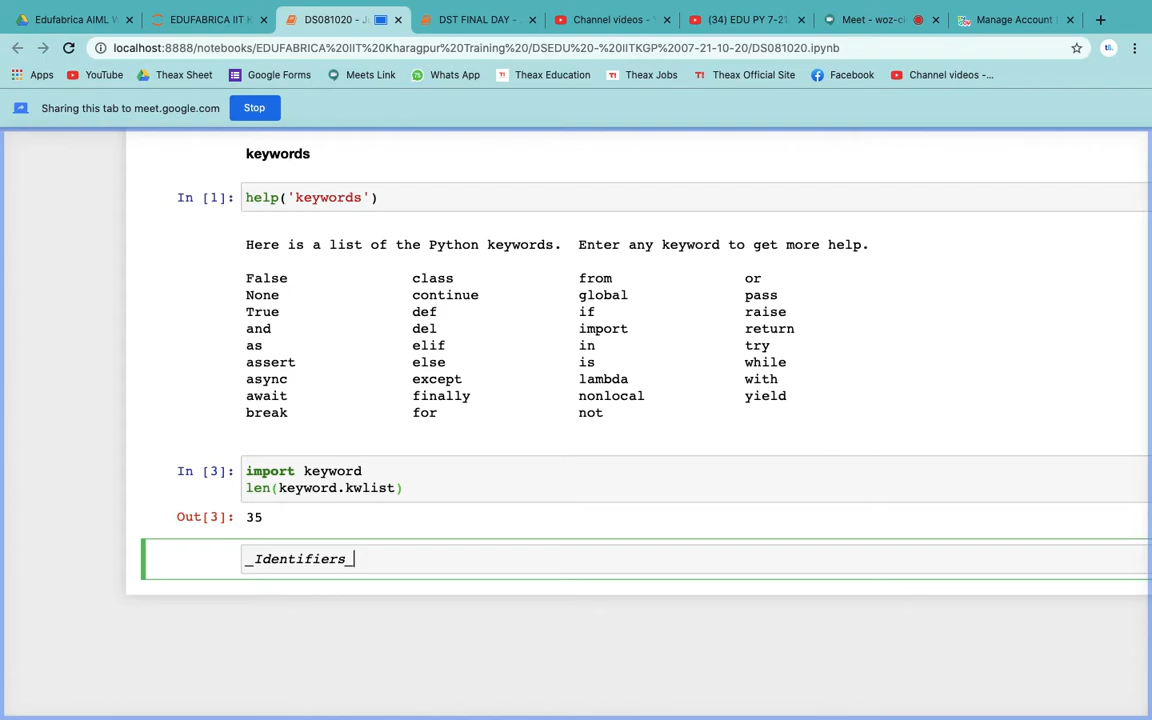 Edufabrica AIML
EDUFABRICA IIT
DS081020 - J
DST FINAL DAY -
Channel videos -
(34) EDU PY 7-21
Meet - woz-c
Manage Account
localhost:8888/notebooks/EDUFABRICA%20IIT%20Kharagpur%20Training%20/DSEDU%20-%20IITKGP%2007-21-10-20/DS081020.ipynb
Apps YouTube Theax Sheet Google Forms Meets Link Whats App Theax Education Theax Jobs Theax Official Site Facebook Channel videos -...
Sharing this tab to meet.google.com Stop
keywords
In [1]: help('keywords')
Here is a list of the Python keywords.  Enter any keyword to get more help.
False class from or
None continue global pass
True def if raise
and del import return
as elif in try
assert else is while
async except lambda with
await finally nonlocal yield
break for not
In [3]: import keyword
len(keyword.kwlist)
Out[3]: 35
_Identifiers_